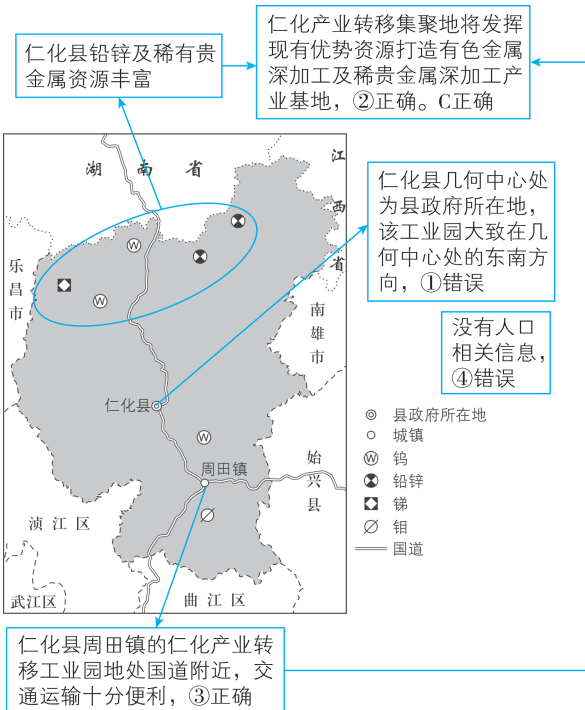 仁化县铅锌及稀有贵
金属资源丰富
仁化产业转移集聚地将发挥
现有优势资源打造有色金属
深加工及稀贵金属深加工产
业基地，②正确。C正确
湖南省
江西省
乐昌市
南雄市
仁化县
周田镇
始兴县
浈江区
武江区
曲江区
W
W
W
仁化县几何中心处
为县政府所在地，
该工业园大致在几
何中心处的东南方
向，①错误
没有人口
相关信息，
④错误
县政府所在地
城镇
W 钨
铅锌
锑
钼
国道
仁化县周田镇的仁化产业转
移工业园地处国道附近，交
通运输十分便利，③正确